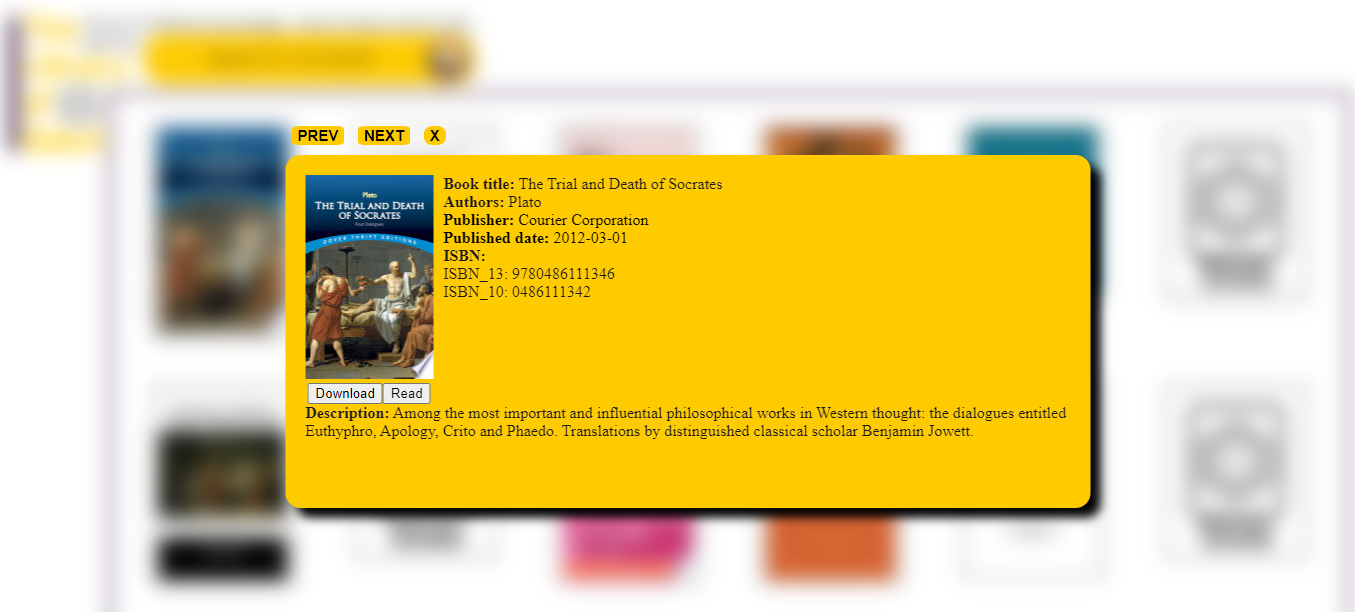 PREV NEXT X
Plato
THE TRIAL AND DEATH
OF SOCRATES
Four Dialogues
DOVER THRIFT EDITIONS
Book title: The Trial and Death of Socrates
Authors: Plato
Publisher: Courier Corporation
Published date: 2012-03-01
ISBN:
ISBN_13: 9780486111346
ISBN_10: 0486111342
Download Read
Description: Among the most important and influential philosophical works in Western thought: the dialogues entitled
Euthyphro, Apology, Crito and Phaedo. Translations by distinguished classical scholar Benjamin Jowett.